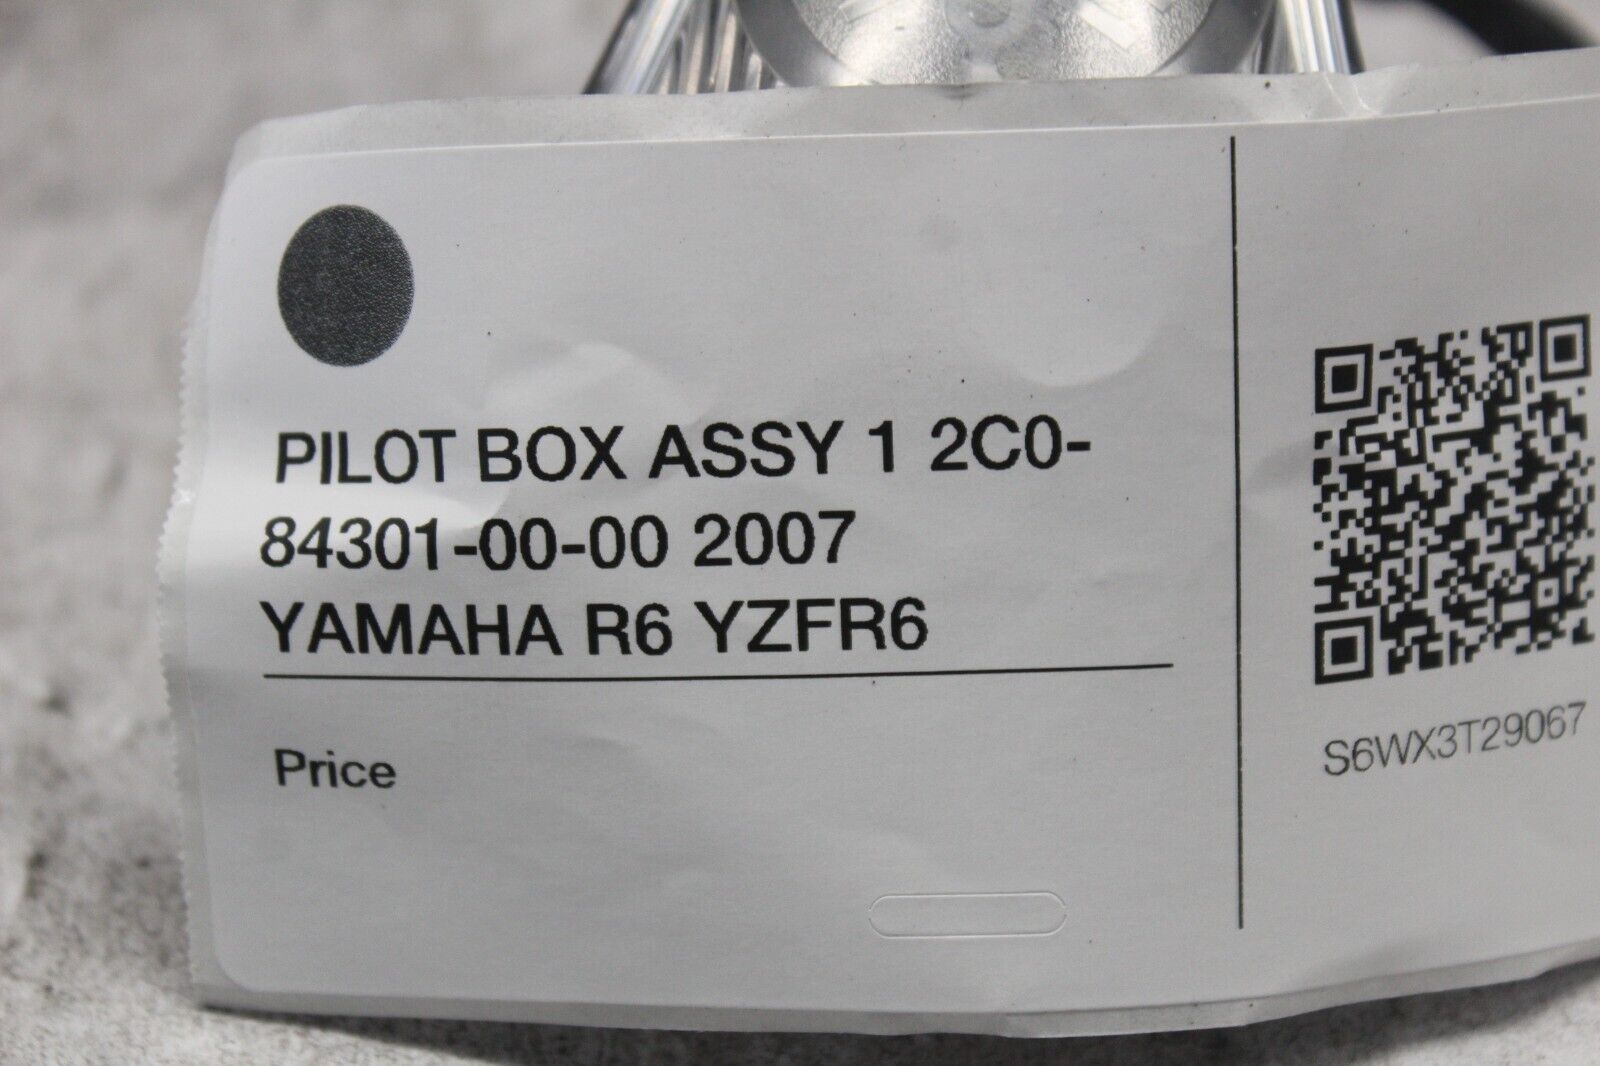 PILOT BOX ASSY 1 2C0-
84301-00-00 2007
YAMAHA R6 YZFR6
Price
S6WX3T29067